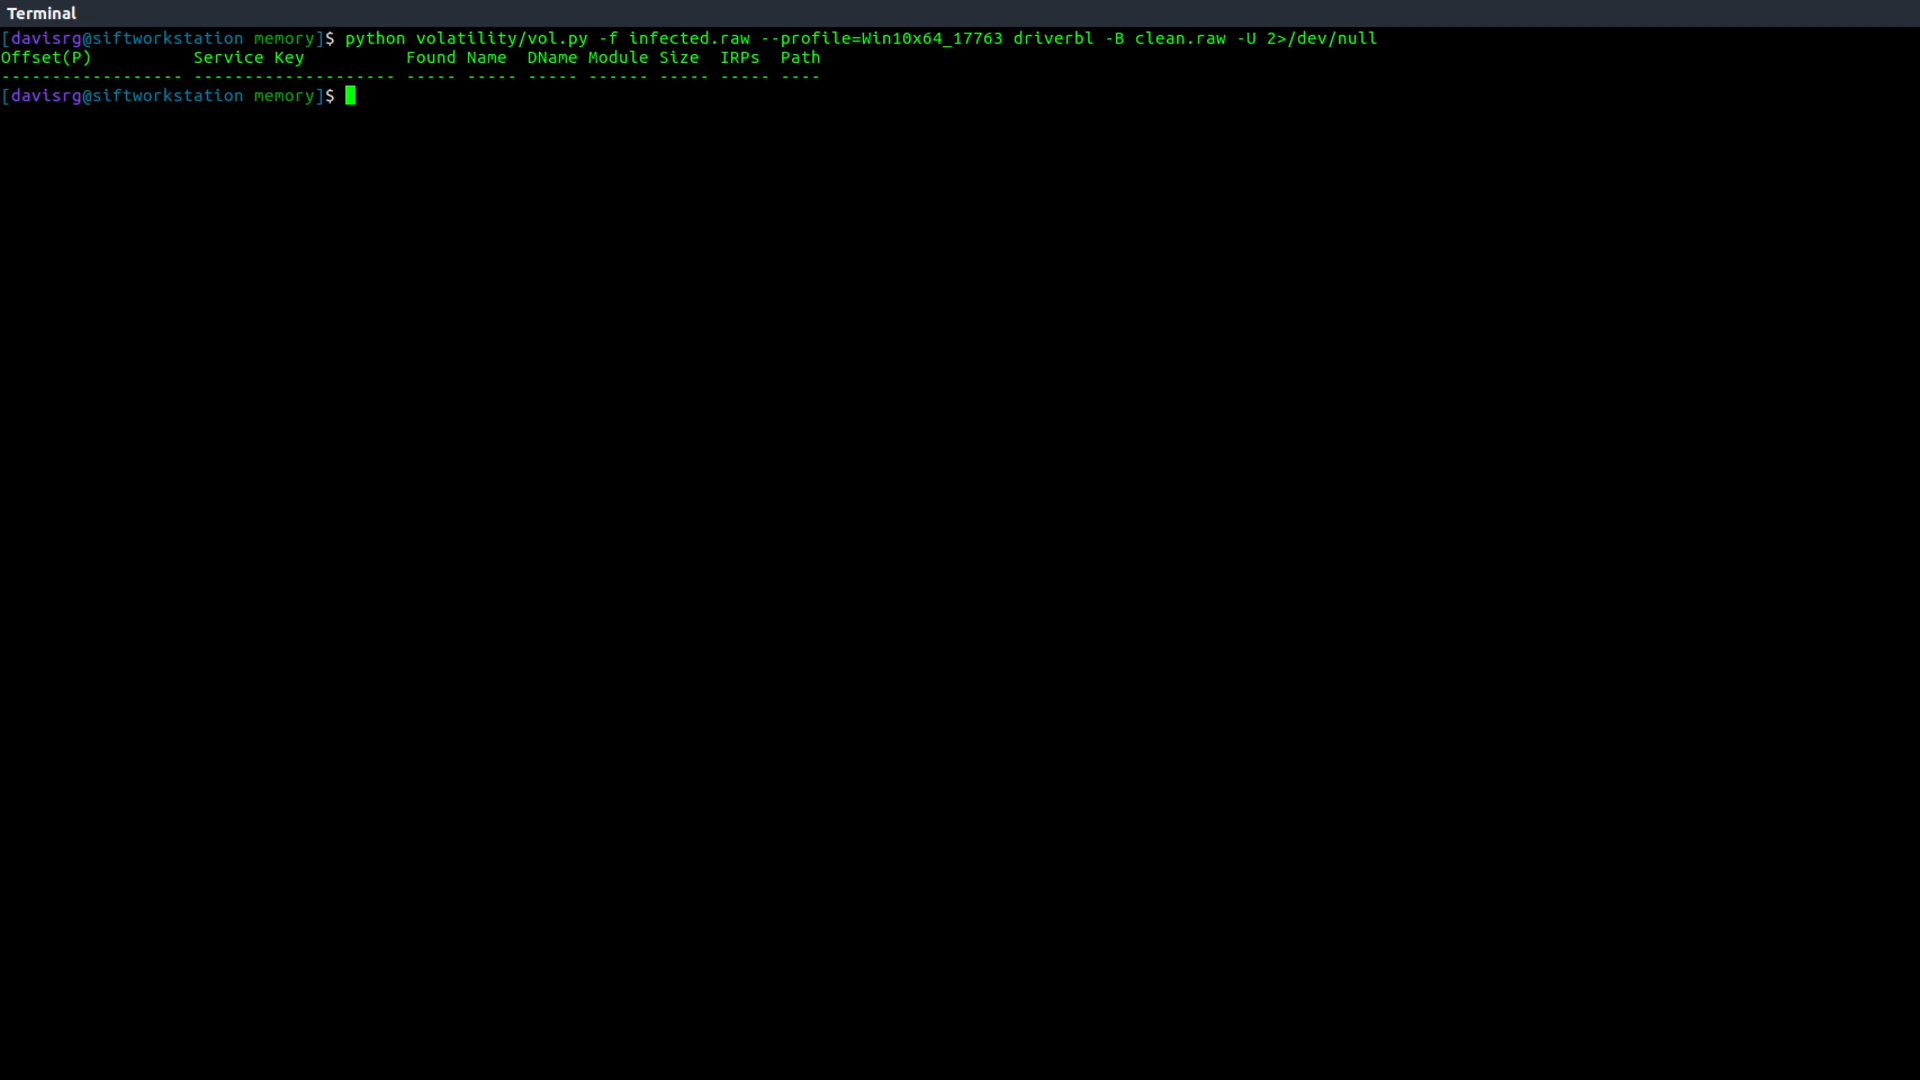 Terminal
[davisrg@siftworkstation memory]$ python volatility/vol.py -f infected.raw --profile=Win10x64_17763 driverbl -B clean.raw -U 2>/dev/null
Offset(P)          Service Key          Found Name  DName Module Size  IRPs  Path
------------------ -------------------- ----- ----- ----- ------ ----- ----- ----
[davisrg@siftworkstation memory]$